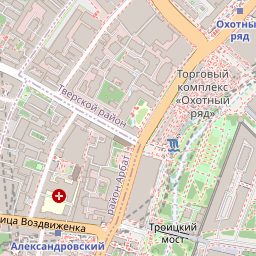 Охотный
ряд
Торговый
комплекс
«Охотный
ряд»
Тверской район
район Арбат
ица Воздвиженка
Александровский
Троицкий
мост